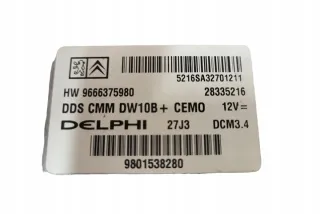 5216SA32701211
HW 9666375980 28335216
DDS CMM DW10B+ CEMO 12V=
DELPHI 27J3 DCM3.4
9801538280